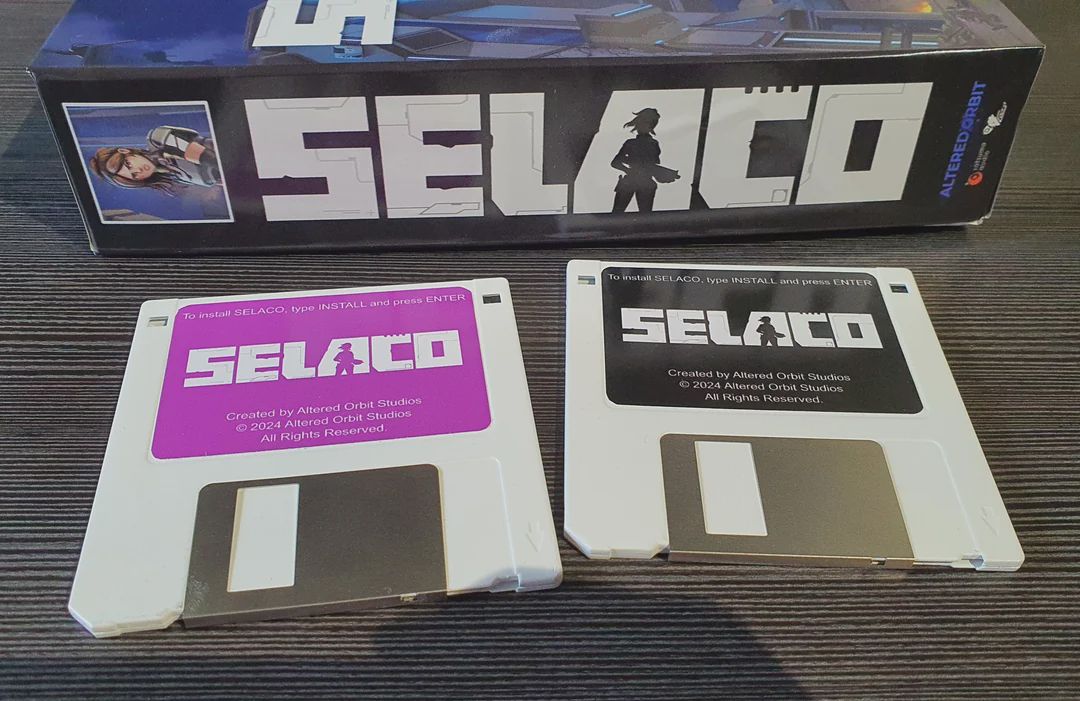 SELACO
ALTERED ORBIT
To install SELACO, type INSTALL and press ENTER
SELACO
Created by Altered Orbit Studios
© 2024 Altered Orbit Studios
All Rights Reserved.
To install SELACO, type INSTALL and press ENTER
SELACO
Created by Altered Orbit Studios
© 2024 Altered Orbit Studios
All Rights Reserved.